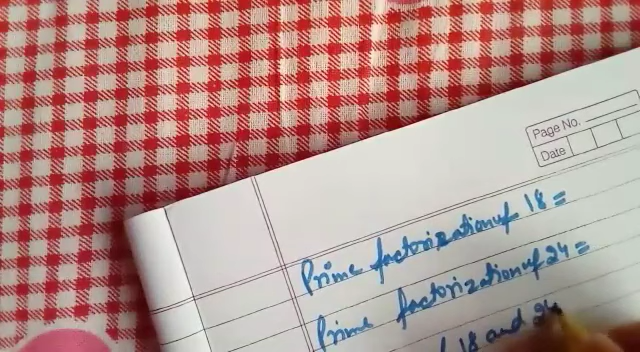 Page No.
Date
Prime factorization of 18 =
Prime factorization of 24 =
18 and 24